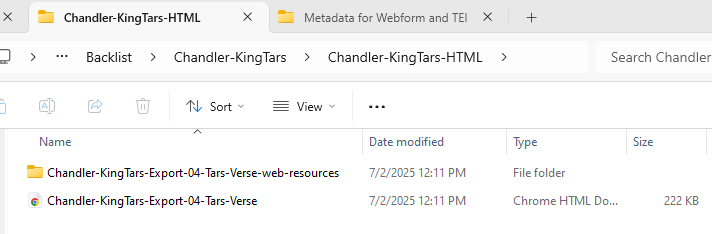 Chandler-KingTars-HTML
Metadata for Webform and TEI
... Backlist Chandler-KingTars Chandler-KingTars-HTML Search Chandler
Sort View ...
Name Date modified Type Size
Chandler-KingTars-Export-04-Tars-Verse-web-resources 7/2/2025 12:11 PM File folder
Chandler-KingTars-Export-04-Tars-Verse 7/2/2025 12:11 PM Chrome HTML Do... 222 KB